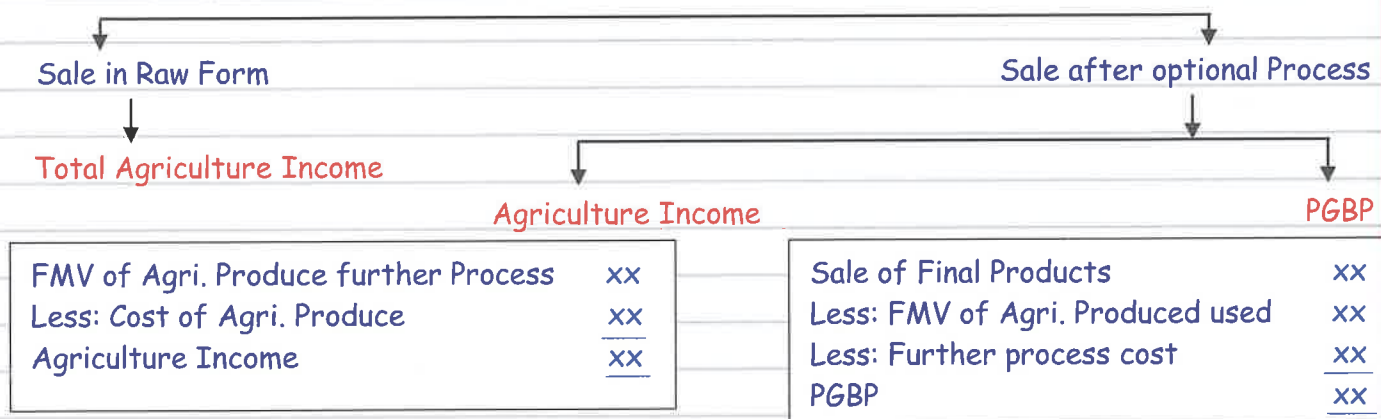 Sale in Raw Form
Sale after optional Process
Total Agriculture Income
Agriculture Income
PGBP
FMV of Agri. Produce further Process xx
Less: Cost of Agri. Produce xx
Agriculture Income xx
Sale of Final Products xx
Less: FMV of Agri. Produced used xx
Less: Further process cost xx
PGBP xx